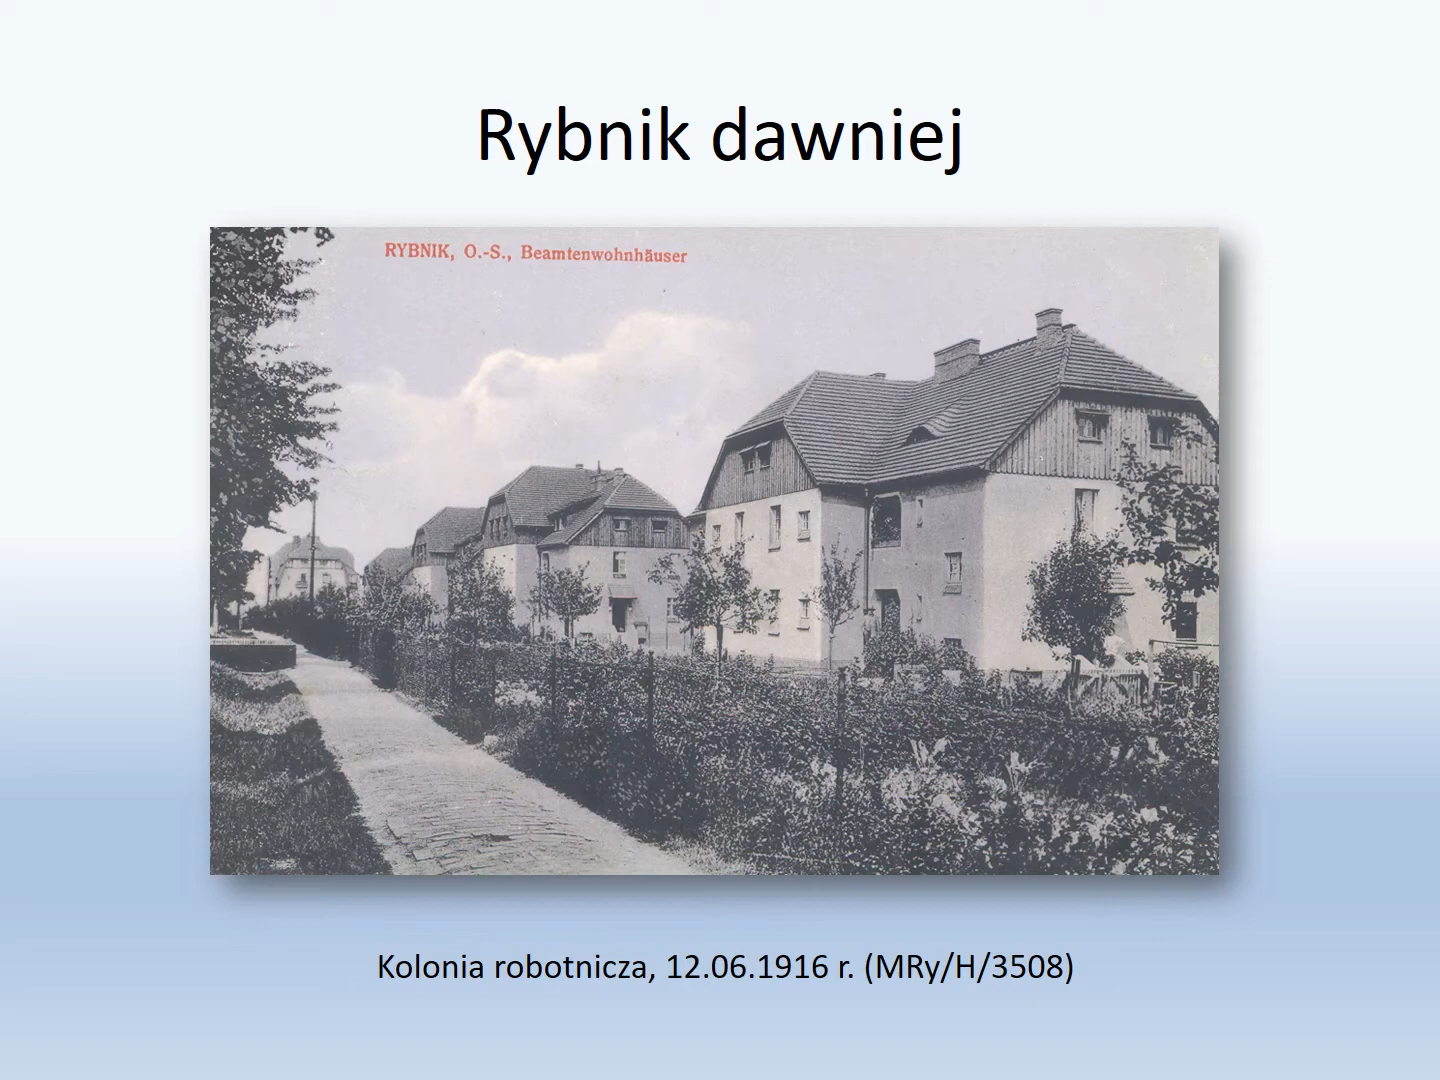 Rybnik dawniej
RYBNIK, O.-S., Beamtenwohnhäuser
Kolonia robotnicza, 12.06.1916 r. (MRy/H/3508)